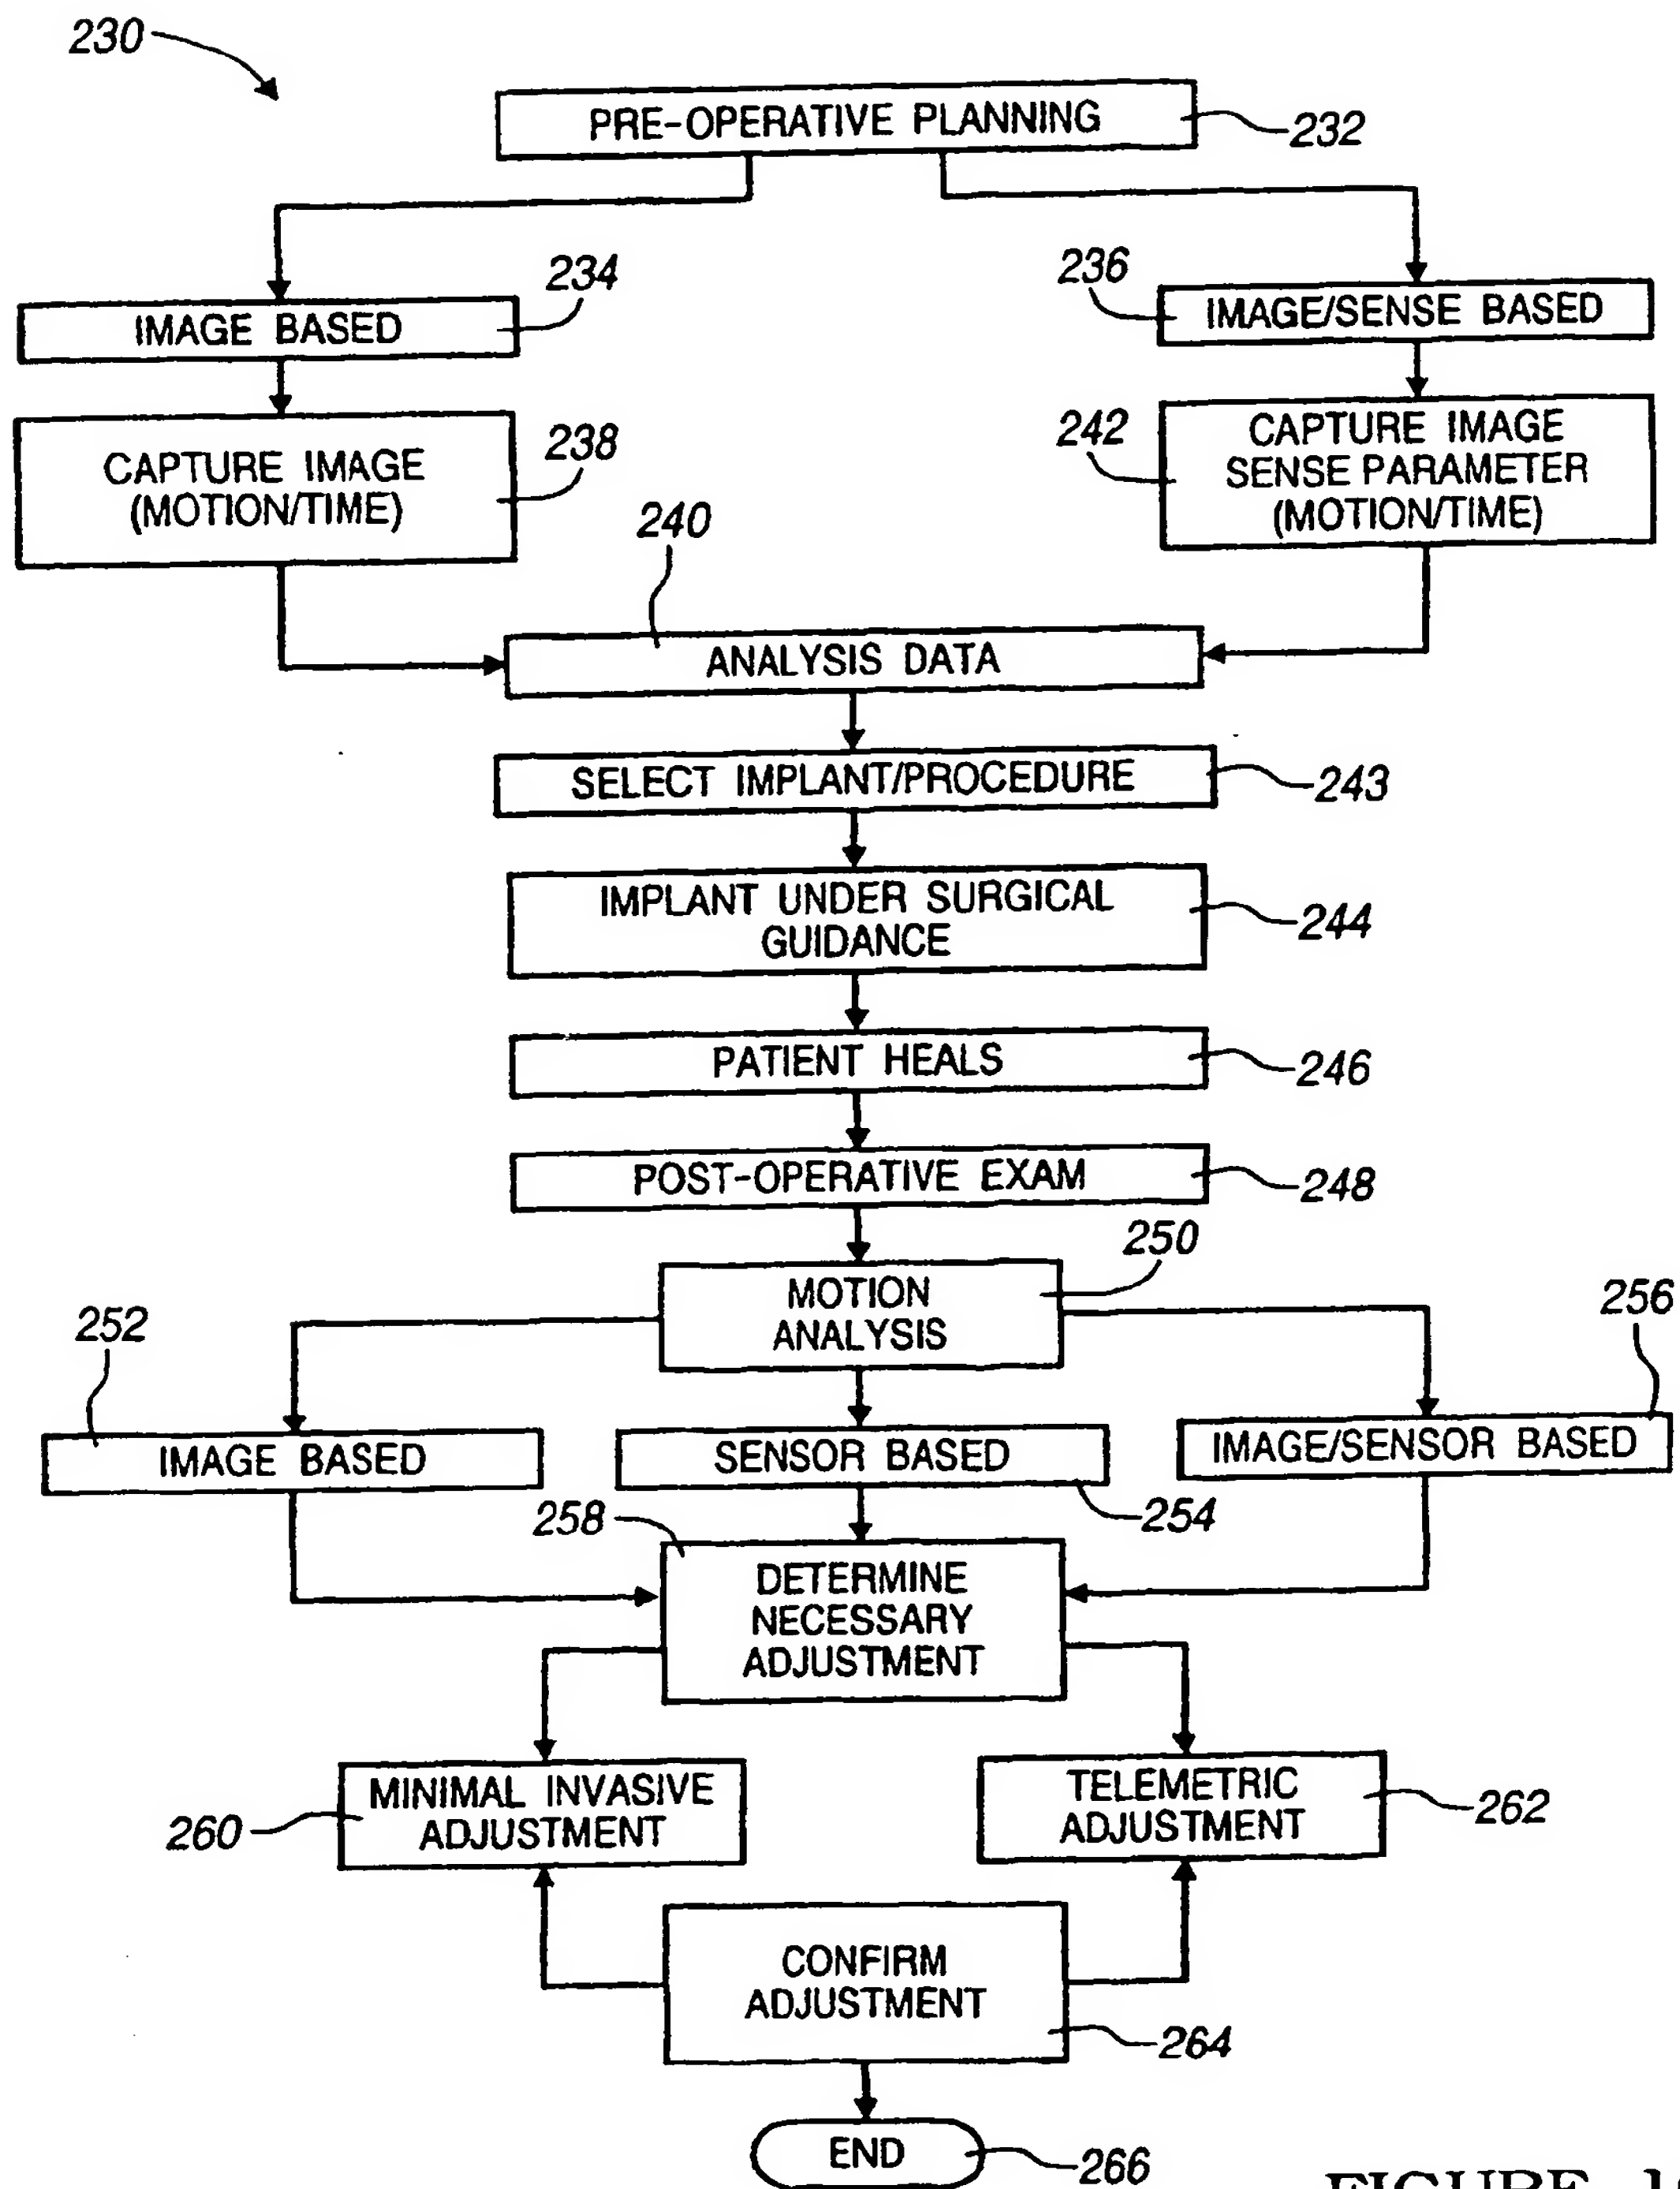 230
PRE-OPERATIVE PLANNING
232
234
236
IMAGE BASED
IMAGE/SENSE BASED
CAPTURE IMAGE
(MOTION/TIME)
238
242
CAPTURE IMAGE
SENSE PARAMETER
(MOTION/TIME)
240
ANALYSIS DATA
SELECT IMPLANT/PROCEDURE
243
IMPLANT UNDER SURGICAL
GUIDANCE
244
PATIENT HEALS
246
POST-OPERATIVE EXAM
248
250
MOTION
ANALYSIS
252
256
IMAGE BASED
SENSOR BASED
IMAGE/SENSOR BASED
254
258
DETERMINE
NECESSARY
ADJUSTMENT
MINIMAL INVASIVE
ADJUSTMENT
260
TELEMETRIC
ADJUSTMENT
262
CONFIRM
ADJUSTMENT
264
END
266
FIGURE